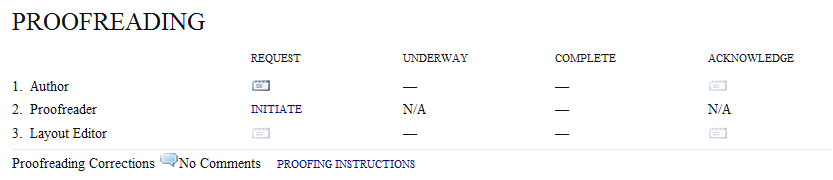 PROOFREADING
REQUEST UNDERWAY COMPLETE ACKNOWLEDGE
1. Author — —
2. Proofreader INITIATE N/A — N/A
3. Layout Editor — —
Proofreading Corrections No Comments PROOFING INSTRUCTIONS